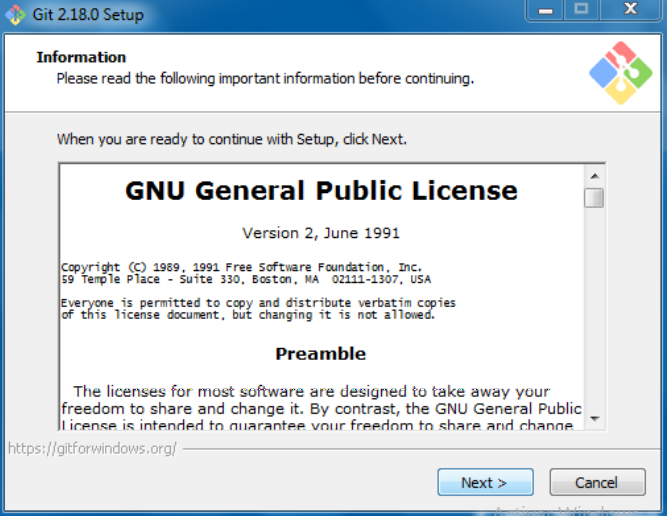 Git 2.18.0 Setup
Information
Please read the following important information before continuing.
When you are ready to continue with Setup, click Next.
GNU General Public License
Version 2, June 1991
Copyright (C) 1989, 1991 Free Software Foundation, Inc.
59 Temple Place - Suite 330, Boston, MA  02111-1307, USA
Everyone is permitted to copy and distribute verbatim copies
of this license document, but changing it is not allowed.
Preamble
The licenses for most software are designed to take away your
freedom to share and change it. By contrast, the GNU General Public
License is intended to guarantee your freedom to share and change
https://gitforwindows.org/
Next >
Cancel